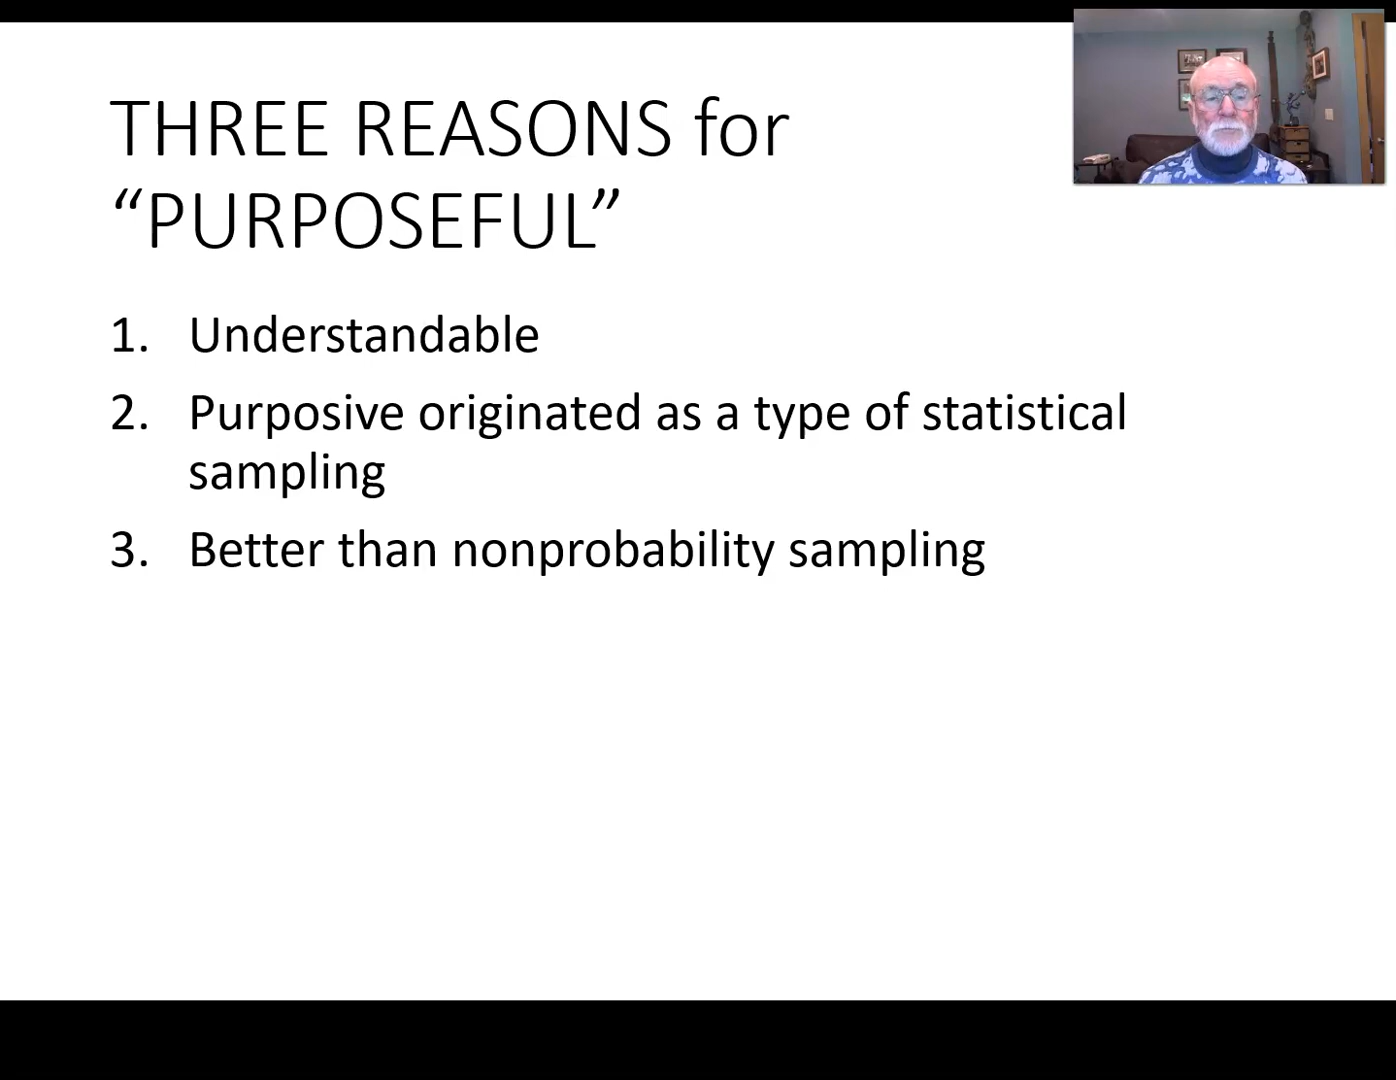 THREE REASONS for
“PURPOSEFUL”
1. Understandable
2. Purposive originated as a type of statistical
sampling
3. Better than nonprobability sampling